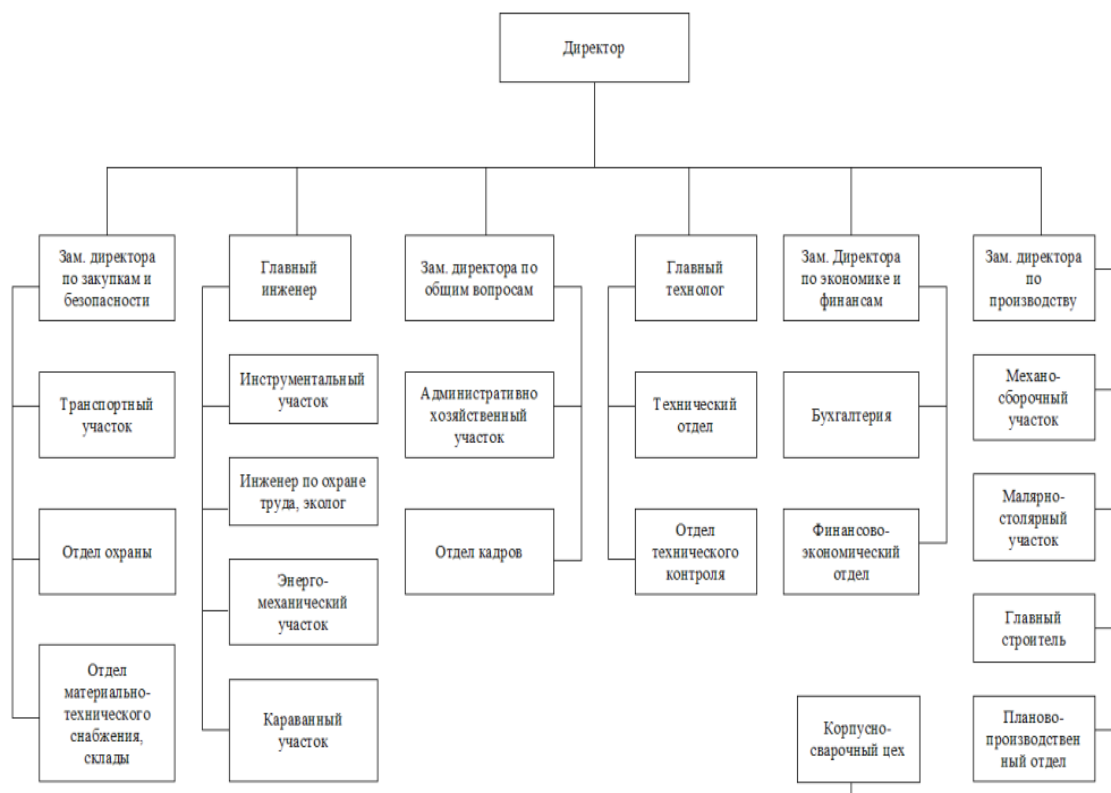 Директор
Зам. директора
по закупкам и
безопасности
Главный
инженер
Зам. директора по
общим вопросам
Главный
технолог
Зам. Директора
по экономике и
финансам
Зам. директора
по
производству
Транспортный
участок
Инструментальный
участок
Административно
хозяйственный
участок
Технический
отдел
Бухгалтерия
Механо-
сборочный
участок
Инженер по охране
труда, эколог
Малярно-
столярный
участок
Отдел охраны
Отдел кадров
Отдел
технического
контроля
Финансово-
экономический
отдел
Энерго-
механический
участок
Главный
строитель
Отдел
материально-
технического
снабжения,
склады
Караванный
участок
Корпусно-
сварочный цех
Планово-
производствен
ный отдел